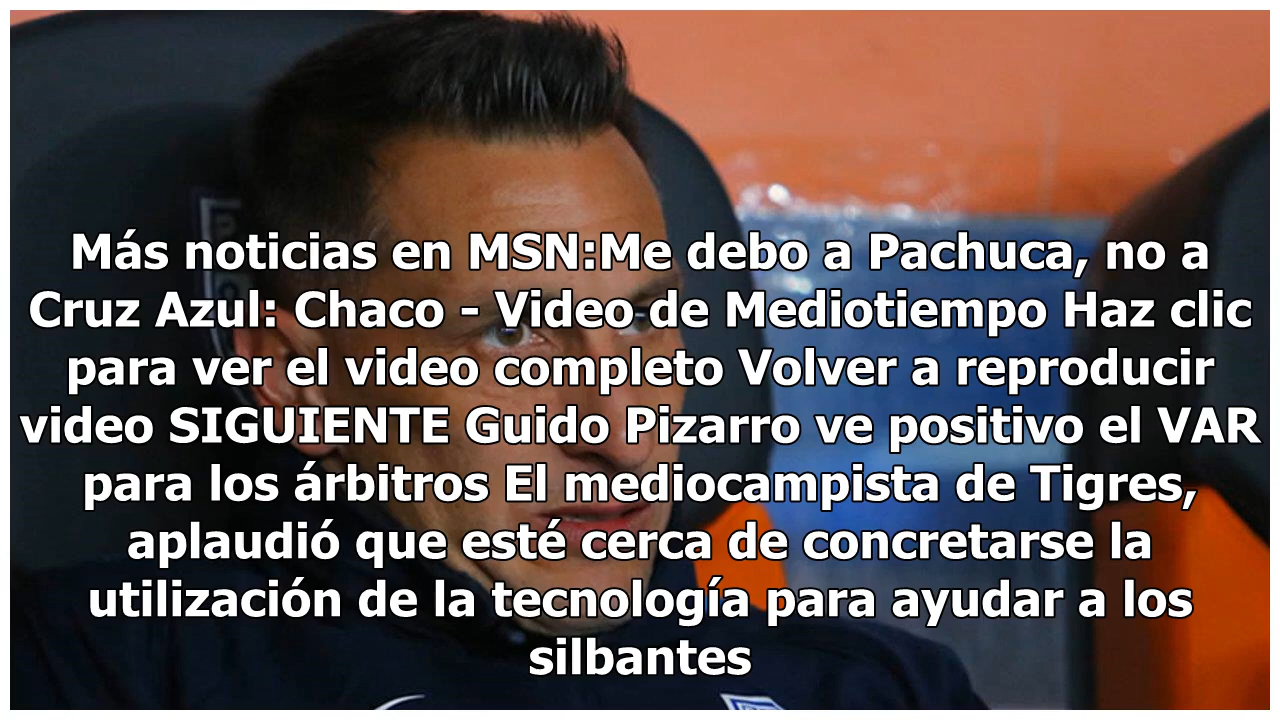 Más noticias en MSN:Me debo a Pachuca, no a
Cruz Azul: Chaco - Video de Mediotiempo Haz clic
para ver el video completo Volver a reproducir
video SIGUIENTE Guido Pizarro ve positivo el VAR
para los árbitros El mediocampista de Tigres,
aplaudió que esté cerca de concretarse la
utilización de la tecnología para ayudar a los
silbantes